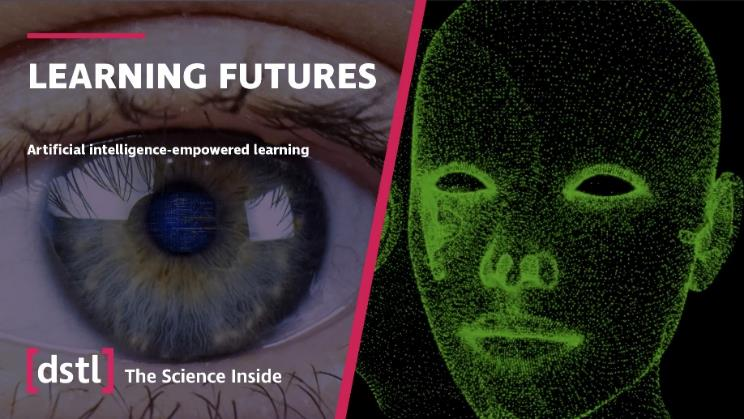 LEARNING FUTURES
Artificial intelligence-empowered learning
[dstl] The Science Inside